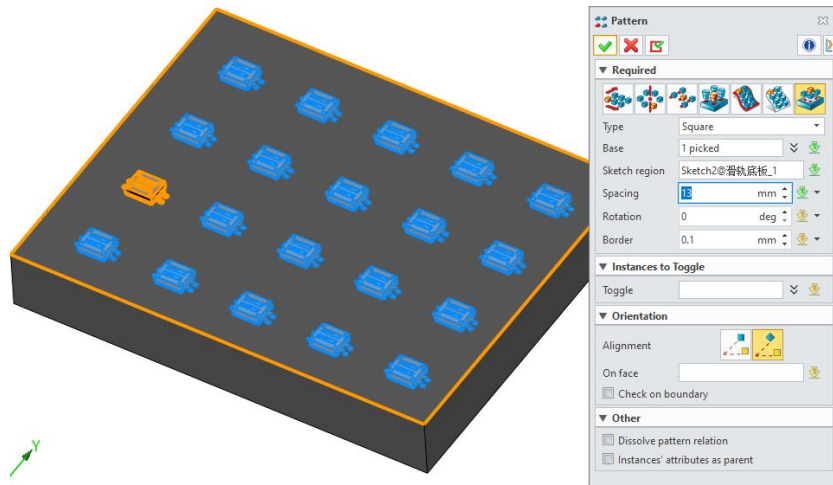 Pattern
Required
Type Square
Base 1 picked
Sketch region Sketch2@滑轨底板_1
Spacing 13 mm
Rotation 0 deg
Border 0.1 mm
Instances to Toggle
Toggle
Orientation
Alignment
On face
Check on boundary
Other
Dissolve pattern relation
Instances' attributes as parent
Y